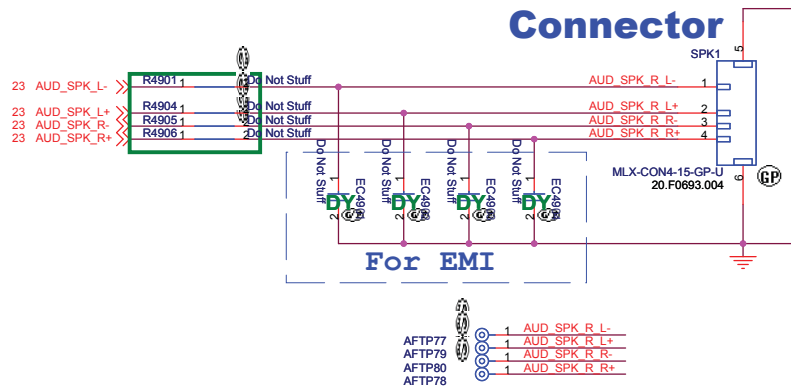 Connector
SPK1
5
R4901 1 Do Not Stuff
23 AUD_SPK_L- AUD_SPK_R_L- 1
R4904 1 Do Not Stuff
23 AUD_SPK_L+ AUD_SPK_R_L+ 2
R4905 1 Do Not Stuff
23 AUD_SPK_R- AUD_SPK_R_R- 3
R4906 1 2 Do Not Stuff
23 AUD_SPK_R+ AUD_SPK_R_R+ 4
MLX-CON4-15-GP-U
20.F0693.004
6
GP
Do Not Stuff Do Not Stuff Do Not Stuff Do Not Stuff
1 1 1 1
DY DY DY DY
2 2 2 2
For EMI
AFTP77 1 AUD_SPK_R_L-
AFTP79 1 AUD_SPK_R_L+
AFTP80 1 AUD_SPK_R_R-
AFTP78 1 AUD_SPK_R_R+